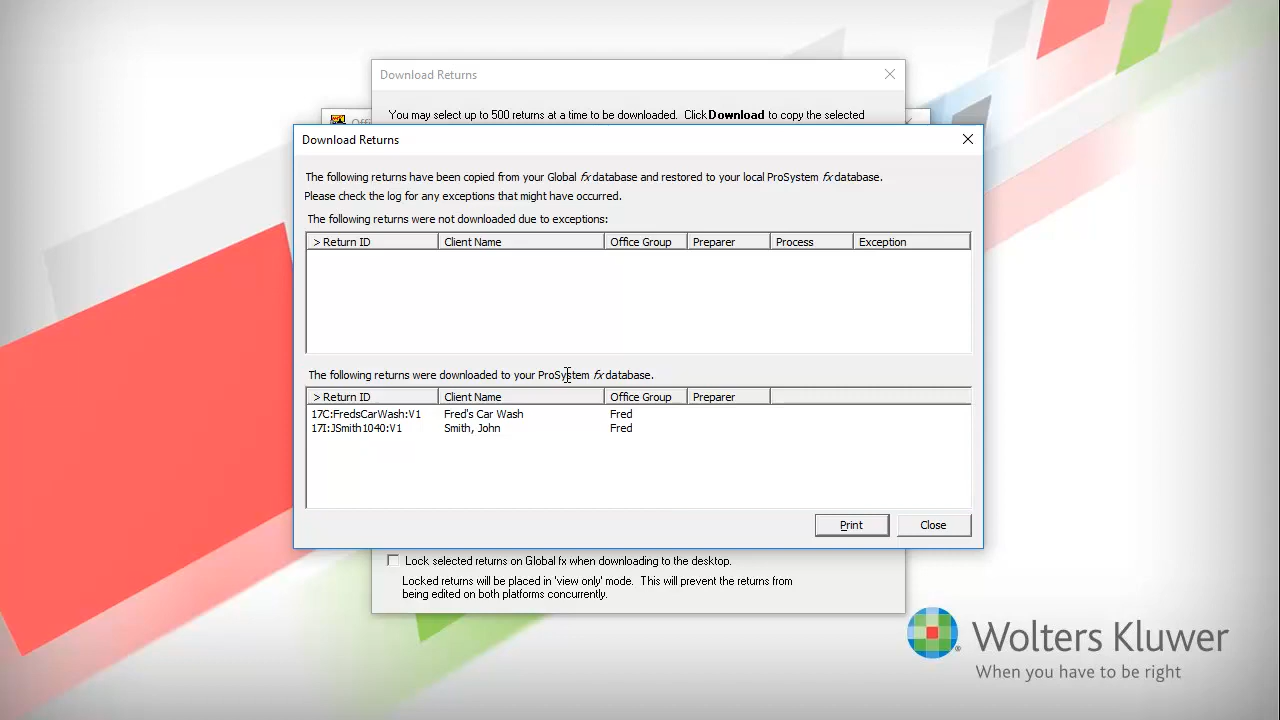 Download Returns
You may select up to 500 returns at a time to be downloaded. Click Download to copy the selected
Download Returns
The following returns have been copied from your Global fx database and restored to your local ProSystem fx database.
Please check the log for any exceptions that might have occurred.
The following returns were not downloaded due to exceptions:
> Return ID Client Name Office Group Preparer Process Exception
The following returns were downloaded to your ProSystem fx database.
> Return ID Client Name Office Group Preparer
17C:FredsCarWash:V1 Fred's Car Wash Fred
17I:JSmith1040:V1 Smith, John Fred
Print Close
Lock selected returns on Global fx when downloading to the desktop.
Locked returns will be placed in 'view only' mode. This will prevent the returns from
being edited on both platforms concurrently.
Wolters Kluwer
When you have to be right